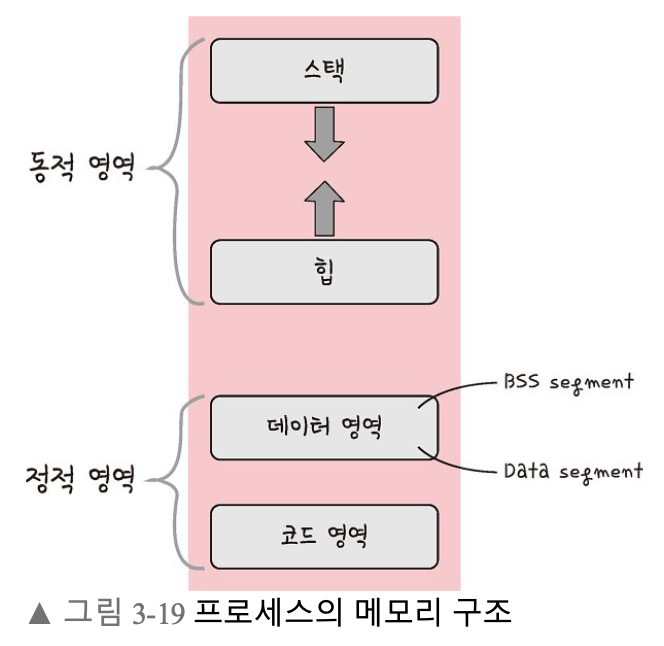 스택
동적 영역
힙
BSS segment
데이터 영역
정적 영역
Data segment
코드 영역
▲ 그림 3-19 프로세스의 메모리 구조